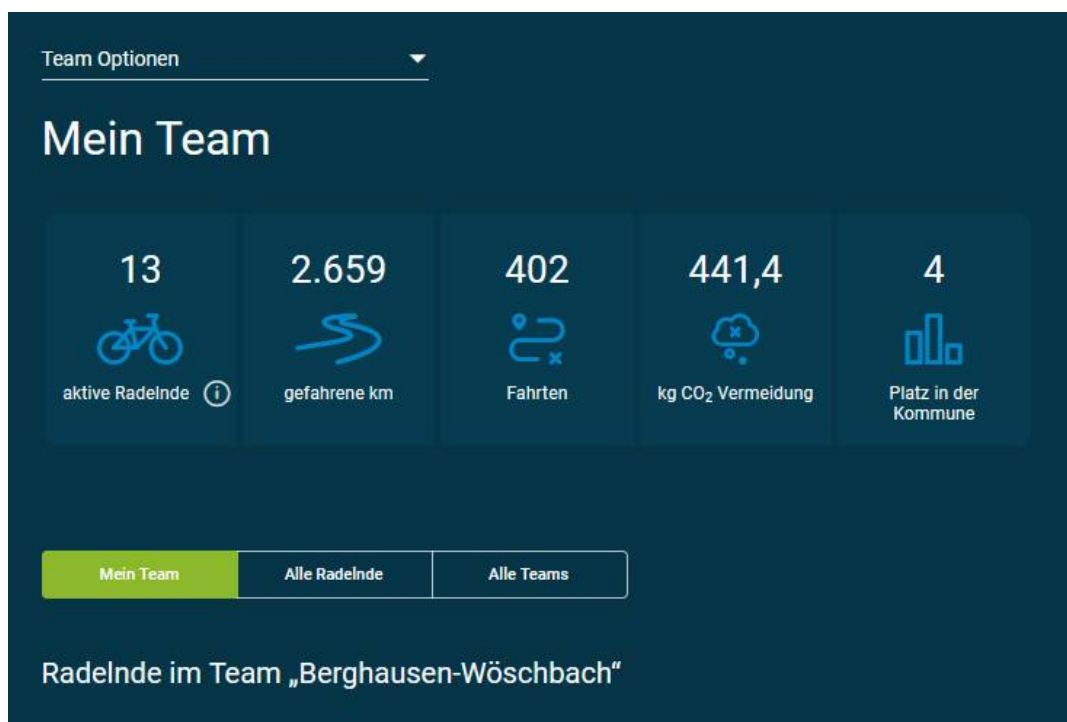 Team Optionen
Mein Team
13
2.659
402
441,4
4
aktive Radelnde
gefahrene km
Fahrten
kg CO₂ Vermeidung
Platz in der
Kommune
Mein Team
Alle Radelnde
Alle Teams
Radelnde im Team „Berghausen-Wöschbach“